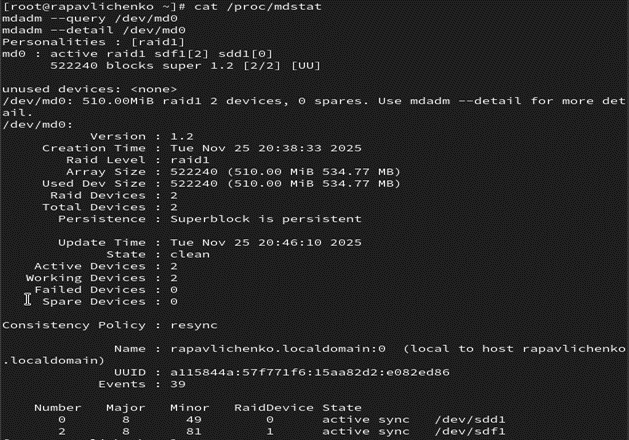 [root@rapavlichenko ~]# cat /proc/mdstat
mdadm --query /dev/md0
mdadm --detail /dev/md0
Personalities : [raid1]
md0 : active raid1 sdf1[2] sdd1[0]
      522240 blocks super 1.2 [2/2] [UU]

unused devices: <none>
/dev/md0: 510.00MiB raid1 2 devices, 0 spares. Use mdadm --detail for more det
ail.
/dev/md0:
           Version : 1.2
     Creation Time : Tue Nov 25 20:38:33 2025
        Raid Level : raid1
        Array Size : 522240 (510.00 MiB 534.77 MB)
     Used Dev Size : 522240 (510.00 MiB 534.77 MB)
      Raid Devices : 2
     Total Devices : 2
       Persistence : Superblock is persistent

       Update Time : Tue Nov 25 20:46:10 2025
             State : clean
    Active Devices : 2
   Working Devices : 2
    Failed Devices : 0
     Spare Devices : 0

Consistency Policy : resync

              Name : rapavlichenko.localdomain:0  (local to host rapavlichenko
.localdomain)
              UUID : a115844a:57f771f6:15aa82d2:e082ed86
            Events : 39

    Number   Major   Minor   RaidDevice State
       0       8       49        0      active sync   /dev/sdd1
       2       8       81        1      active sync   /dev/sdf1